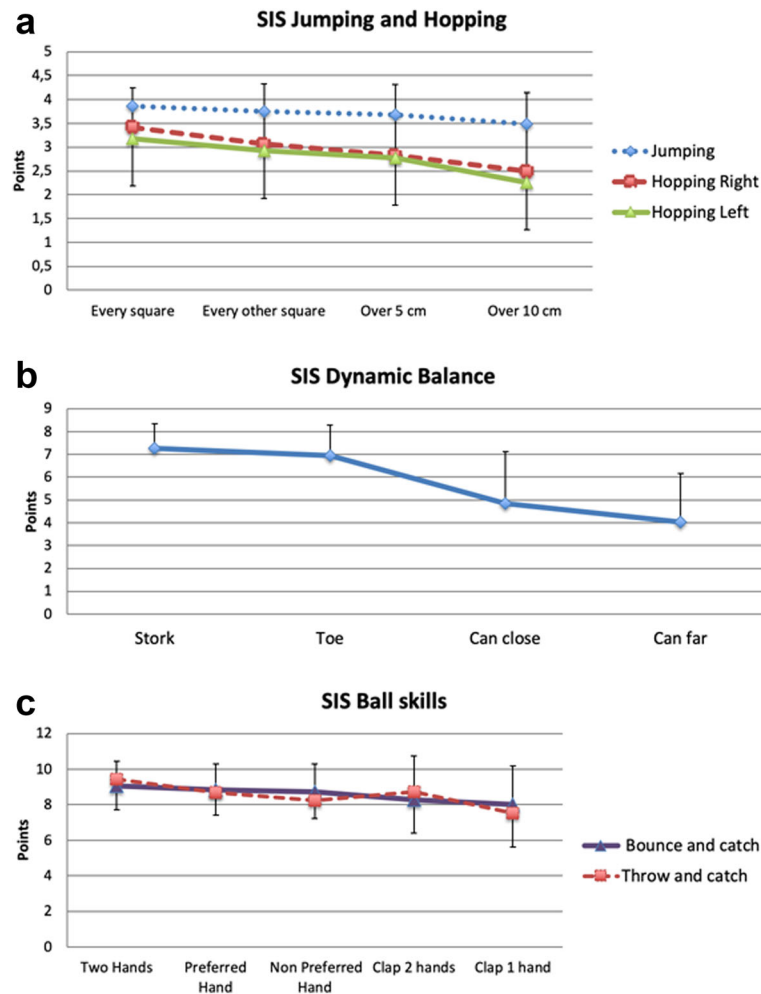 a
SIS Jumping and Hopping
5
4,5
4
3,5
3
2,5
2
1,5
1
0,5
0
Points
Every square
Every other square
Over 5 cm
Over 10 cm
Jumping
Hopping Right
Hopping Left
b
SIS Dynamic Balance
9
8
7
6
5
4
3
2
1
0
Points
Stork
Toe
Can close
Can far
c
SIS Ball skills
12
10
8
6
4
2
0
Points
Two Hands
Preferred
Hand
Non Preferred
Hand
Clap 2 hands
Clap 1 hand
Bounce and catch
Throw and catch